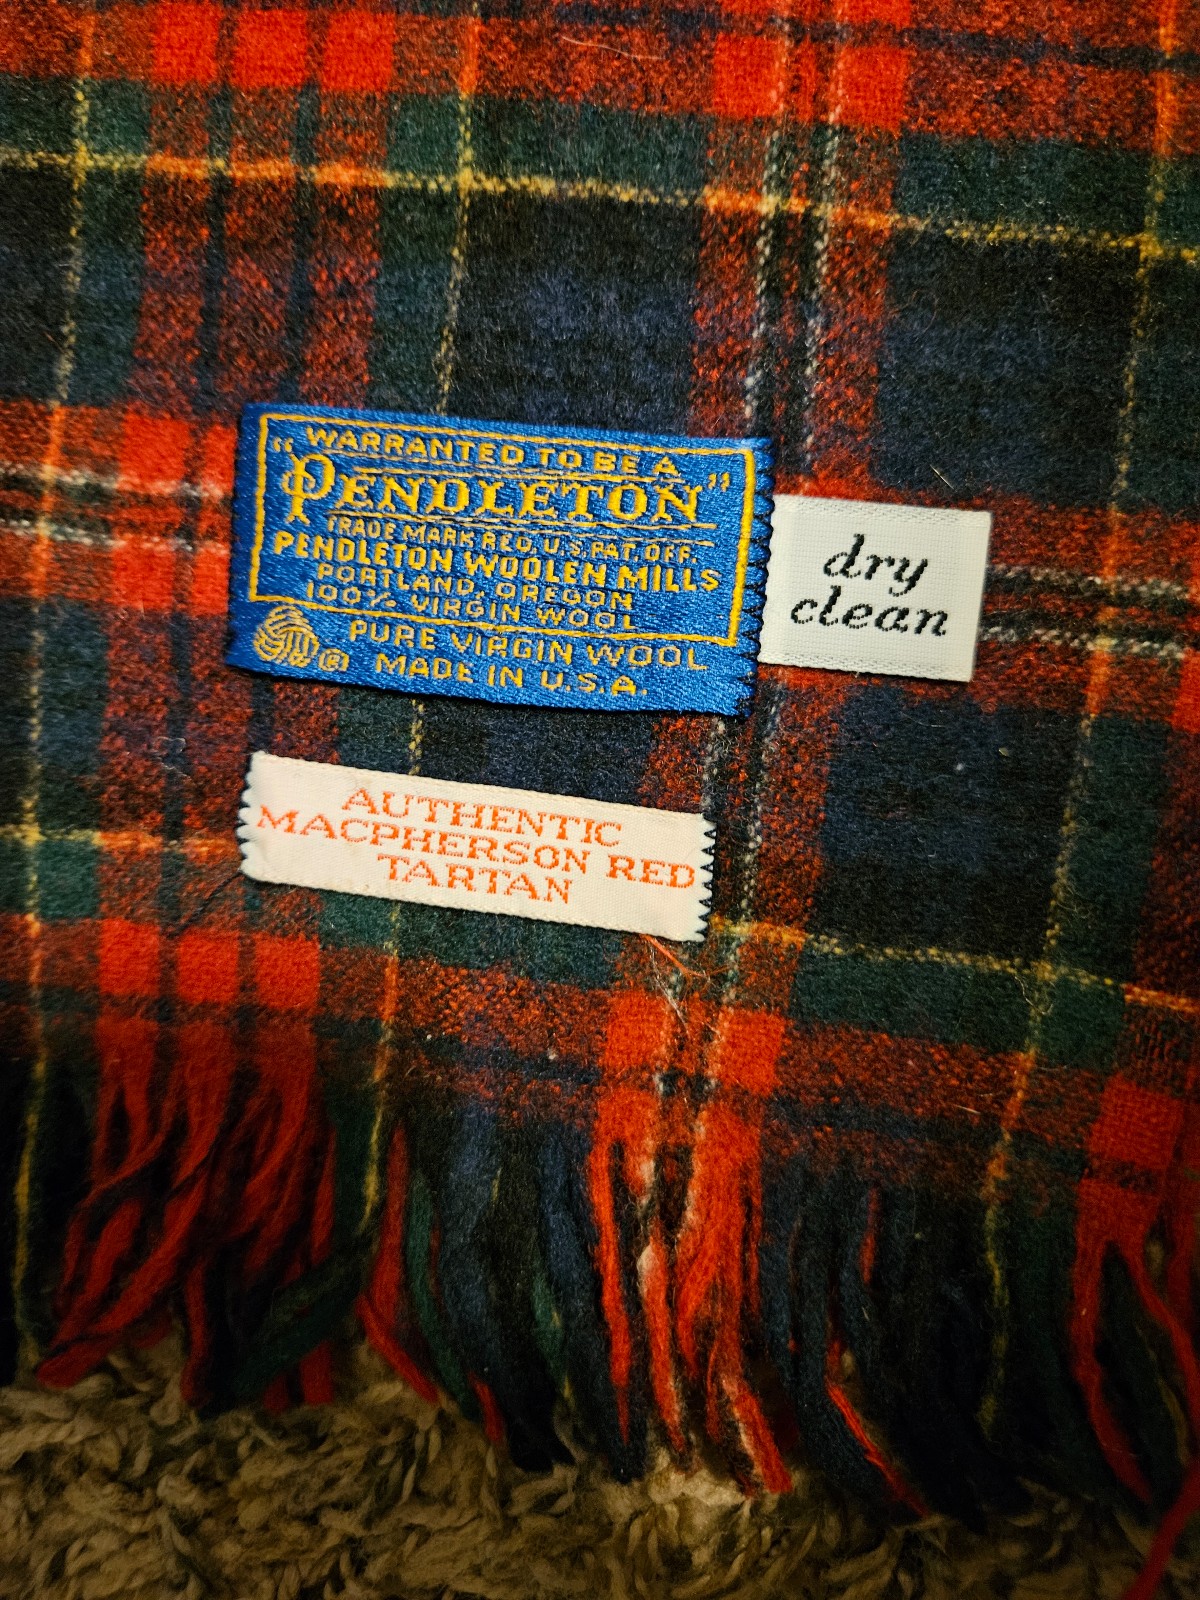 WARRANTED TO BE A
"PENDLETON"
TRADE MARK REG. U.S. PAT. OFF.
PENDLETON WOOLEN MILLS
PORTLAND, OREGON
100% VIRGIN WOOL
® PURE VIRGIN WOOL
MADE IN U.S.A.
dry
clean
AUTHENTIC
MACPHERSON RED
TARTAN